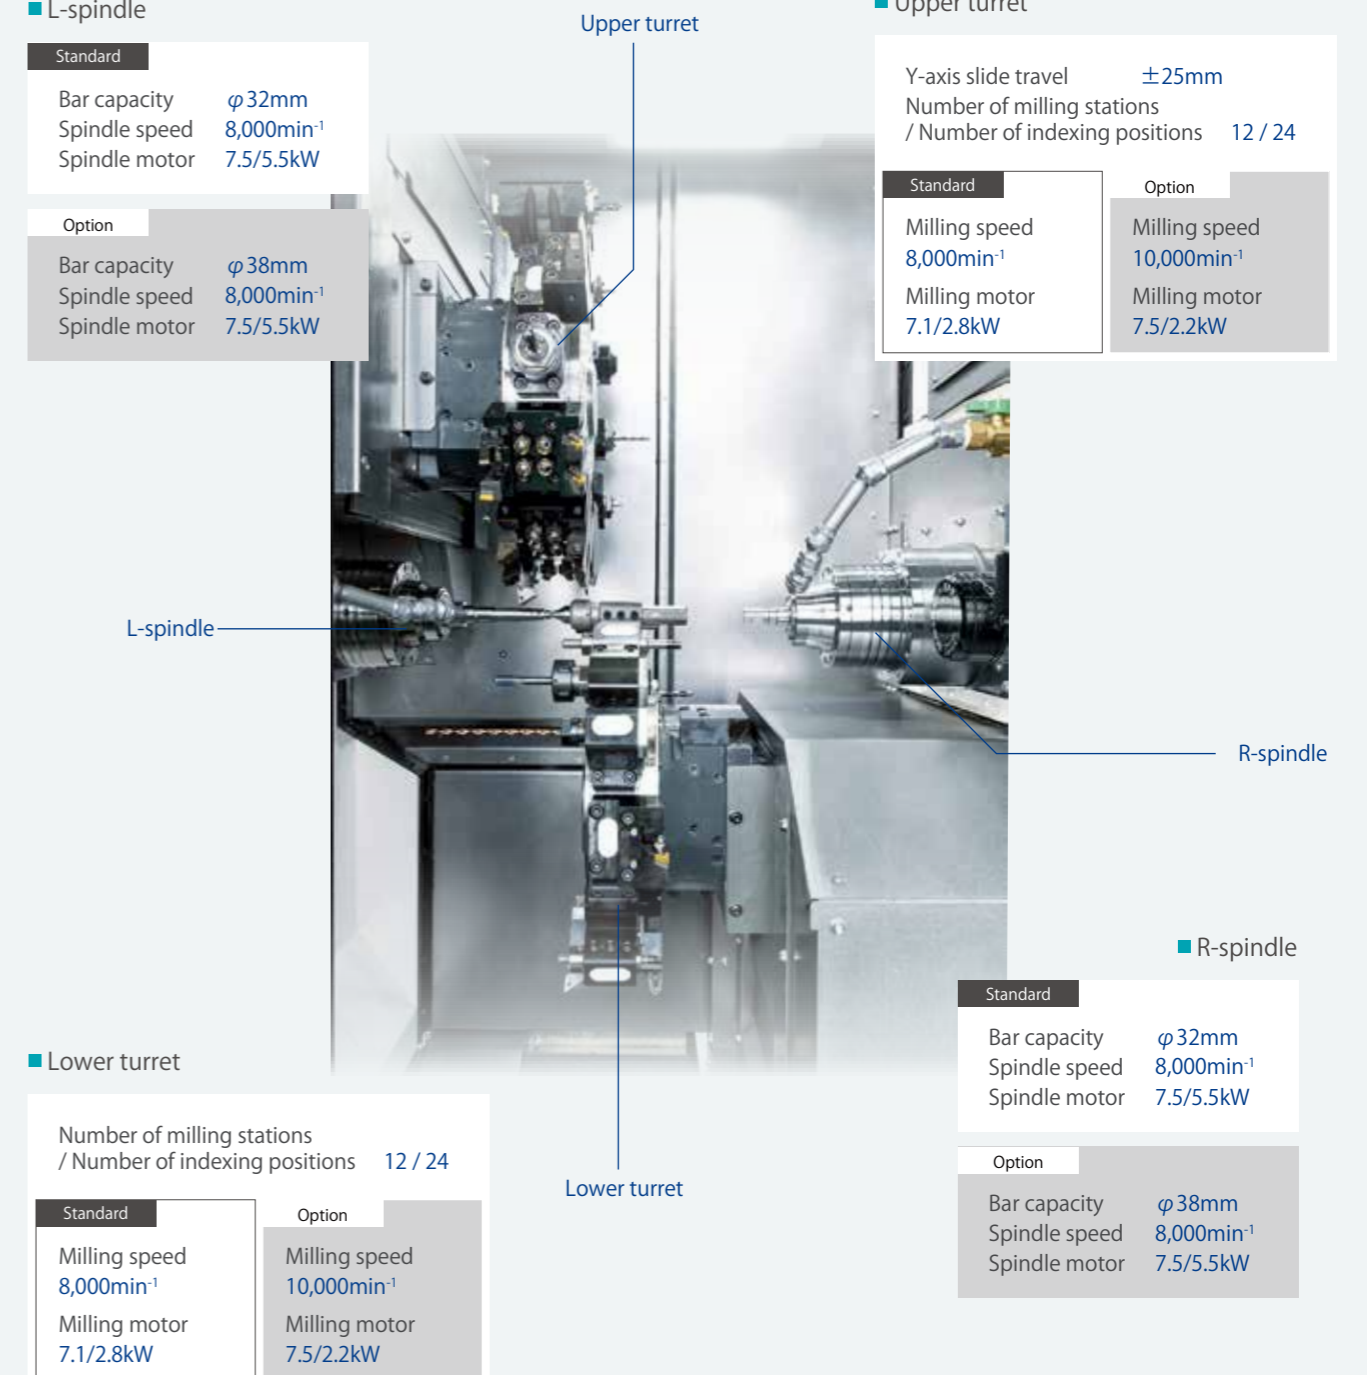 L-spindle
Standard
Bar capacity φ32mm
Spindle speed 8,000min⁻¹
Spindle motor 7.5/5.5kW
Option
Bar capacity φ38mm
Spindle speed 8,000min⁻¹
Spindle motor 7.5/5.5kW
Upper turret
Upper turret
Y-axis slide travel ±25mm
Number of milling stations
/ Number of indexing positions 12 / 24
Standard
Milling speed
8,000min⁻¹
Milling motor
7.1/2.8kW
Option
Milling speed
10,000min⁻¹
Milling motor
7.5/2.2kW
L-spindle
R-spindle
R-spindle
Standard
Bar capacity φ32mm
Spindle speed 8,000min⁻¹
Spindle motor 7.5/5.5kW
Option
Bar capacity φ38mm
Spindle speed 8,000min⁻¹
Spindle motor 7.5/5.5kW
Lower turret
Number of milling stations
/ Number of indexing positions 12 / 24
Standard
Milling speed
8,000min⁻¹
Milling motor
7.1/2.8kW
Option
Milling speed
10,000min⁻¹
Milling motor
7.5/2.2kW
Lower turret